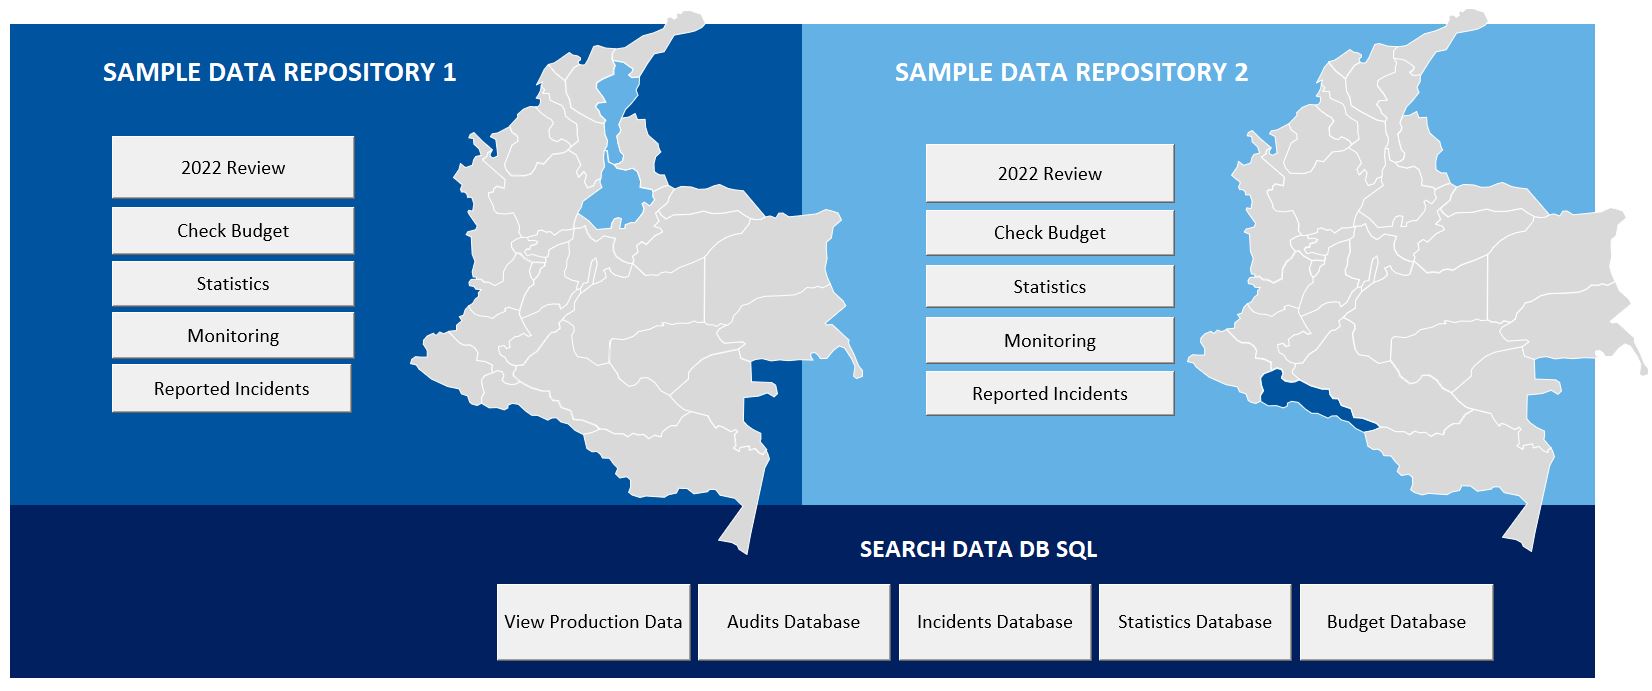 SAMPLE DATA REPOSITORY 1
2022 Review
Check Budget
Statistics
Monitoring
Reported Incidents
SAMPLE DATA REPOSITORY 2
2022 Review
Check Budget
Statistics
Monitoring
Reported Incidents
SEARCH DATA DB SQL
View Production Data
Audits Database
Incidents Database
Statistics Database
Budget Database